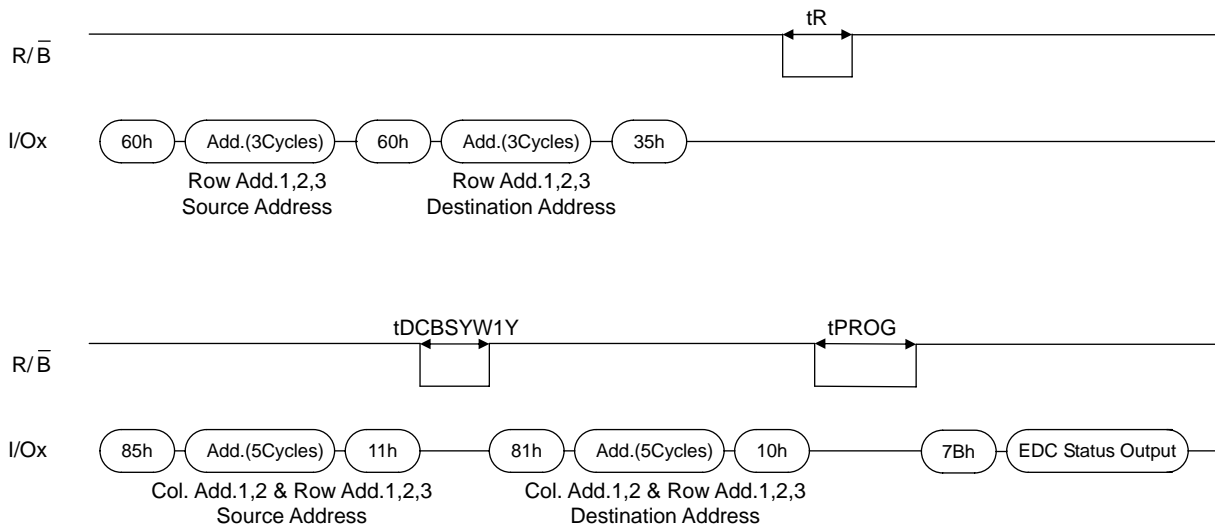 tR
R/B̅
I/Ox
60h
Add.(3Cycles)
60h
Add.(3Cycles)
35h
Row Add.1,2,3
Source Address
Row Add.1,2,3
Destination Address
tDCBSYW1Y
tPROG
R/B̅
I/Ox
85h
Add.(5Cycles)
11h
81h
Add.(5Cycles)
10h
7Bh
EDC Status Output
Col. Add.1,2 & Row Add.1,2,3
Source Address
Col. Add.1,2 & Row Add.1,2,3
Destination Address